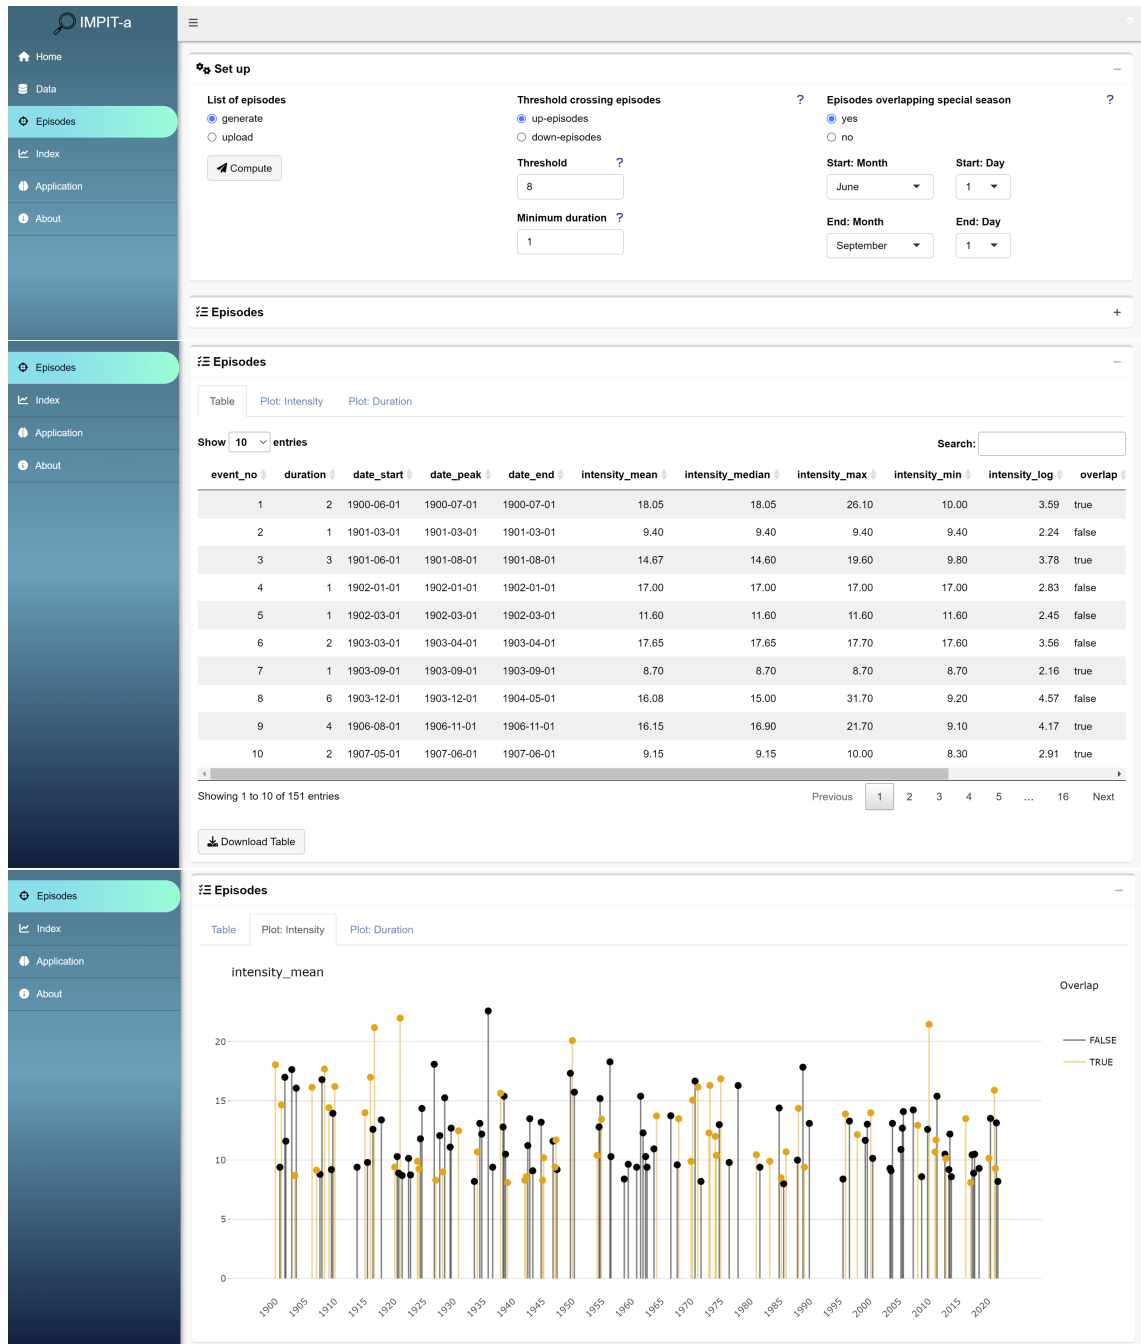 IMPIT-a
?
Home
Set up
Data
List of episodes
Threshold crossing episodes ?
Episodes overlapping special season ?
Episodes
generate
up-episodes
yes
upload
down-episodes
no
Index
Compute
Threshold ?
Start: Month Start: Day
Application
8
June 1
About
Minimum duration ?
End: Month End: Day
1
September 1
Episodes
Episodes
Episodes
Index
Application
About
Table Plot: Intensity Plot: Duration
Show 10 entries
Search:
event_no duration date_start date_peak date_end intensity_mean intensity_median intensity_max intensity_min intensity_log overlap
1 2 1900-06-01 1900-07-01 1900-07-01 18.05 18.05 26.10 10.00 3.59 true
2 1 1901-03-01 1901-03-01 1901-03-01 9.40 9.40 9.40 9.40 2.24 false
3 3 1901-06-01 1901-08-01 1901-08-01 14.67 14.60 19.60 9.80 3.78 true
4 1 1902-01-01 1902-01-01 1902-01-01 17.00 17.00 17.00 17.00 2.83 false
5 1 1902-03-01 1902-03-01 1902-03-01 11.60 11.60 11.60 11.60 2.45 false
6 2 1903-03-01 1903-04-01 1903-04-01 17.65 17.65 17.70 17.60 3.56 false
7 1 1903-09-01 1903-09-01 1903-09-01 8.70 8.70 8.70 8.70 2.16 true
8 6 1903-12-01 1903-12-01 1904-05-01 16.08 15.00 31.70 9.20 4.57 false
9 4 1906-08-01 1906-11-01 1906-11-01 16.15 16.90 21.70 9.10 4.17 true
10 2 1907-05-01 1907-06-01 1907-06-01 9.15 9.15 10.00 8.30 2.91 true
Showing 1 to 10 of 151 entries
Previous 1 2 3 4 5 ... 16 Next
Download Table
Episodes
Index
Application
About
Episodes
Table Plot: Intensity Plot: Duration
intensity_mean
Overlap
FALSE
TRUE
20
15
10
5
0
1900 1905 1910 1915 1920 1925 1930 1935 1940 1945 1950 1955 1960 1965 1970 1975 1980 1985 1990 1995 2000 2005 2010 2015 2020